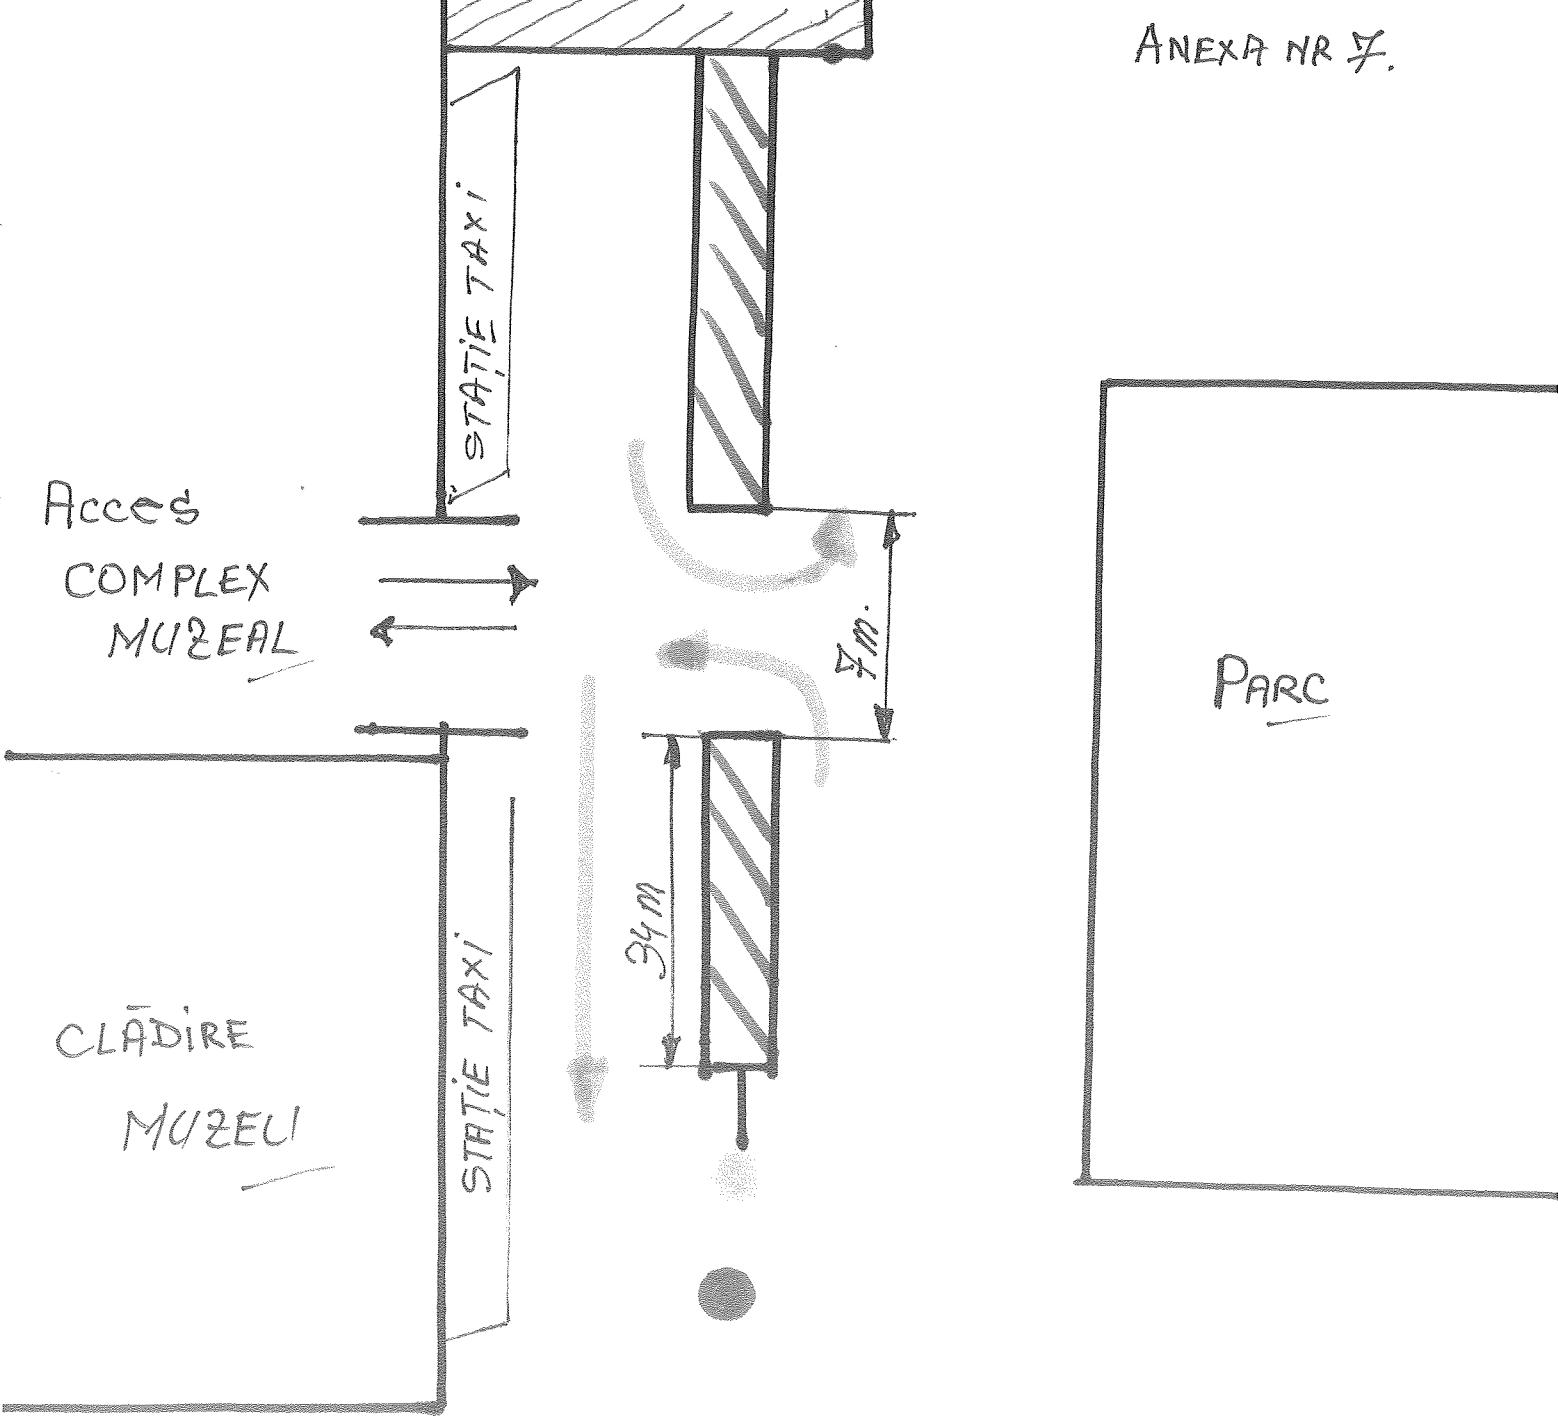 ANEXA NR 7.
STAȚIE TAXI
Acces
COMPLEX
MUZEAL
7m.
PARC
34m
CLĂDIRE
MUZEU
STAȚIE TAXI